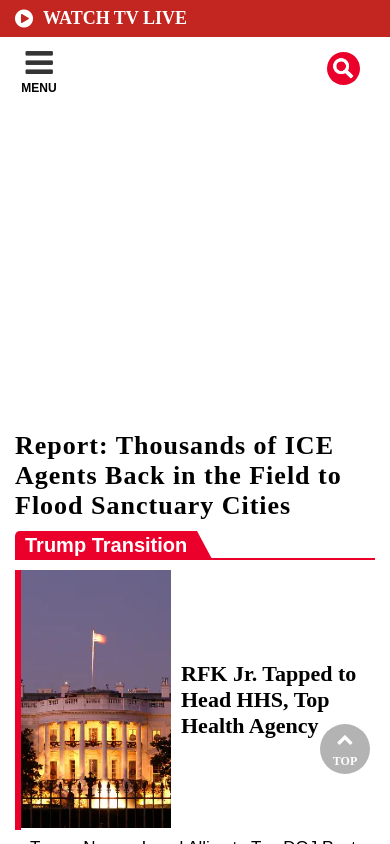 WATCH TV LIVE
MENU
Report: Thousands of ICE
Agents Back in the Field to
Flood Sanctuary Cities
Trump Transition
RFK Jr. Tapped to
Head HHS, Top
Health Agency
TOP